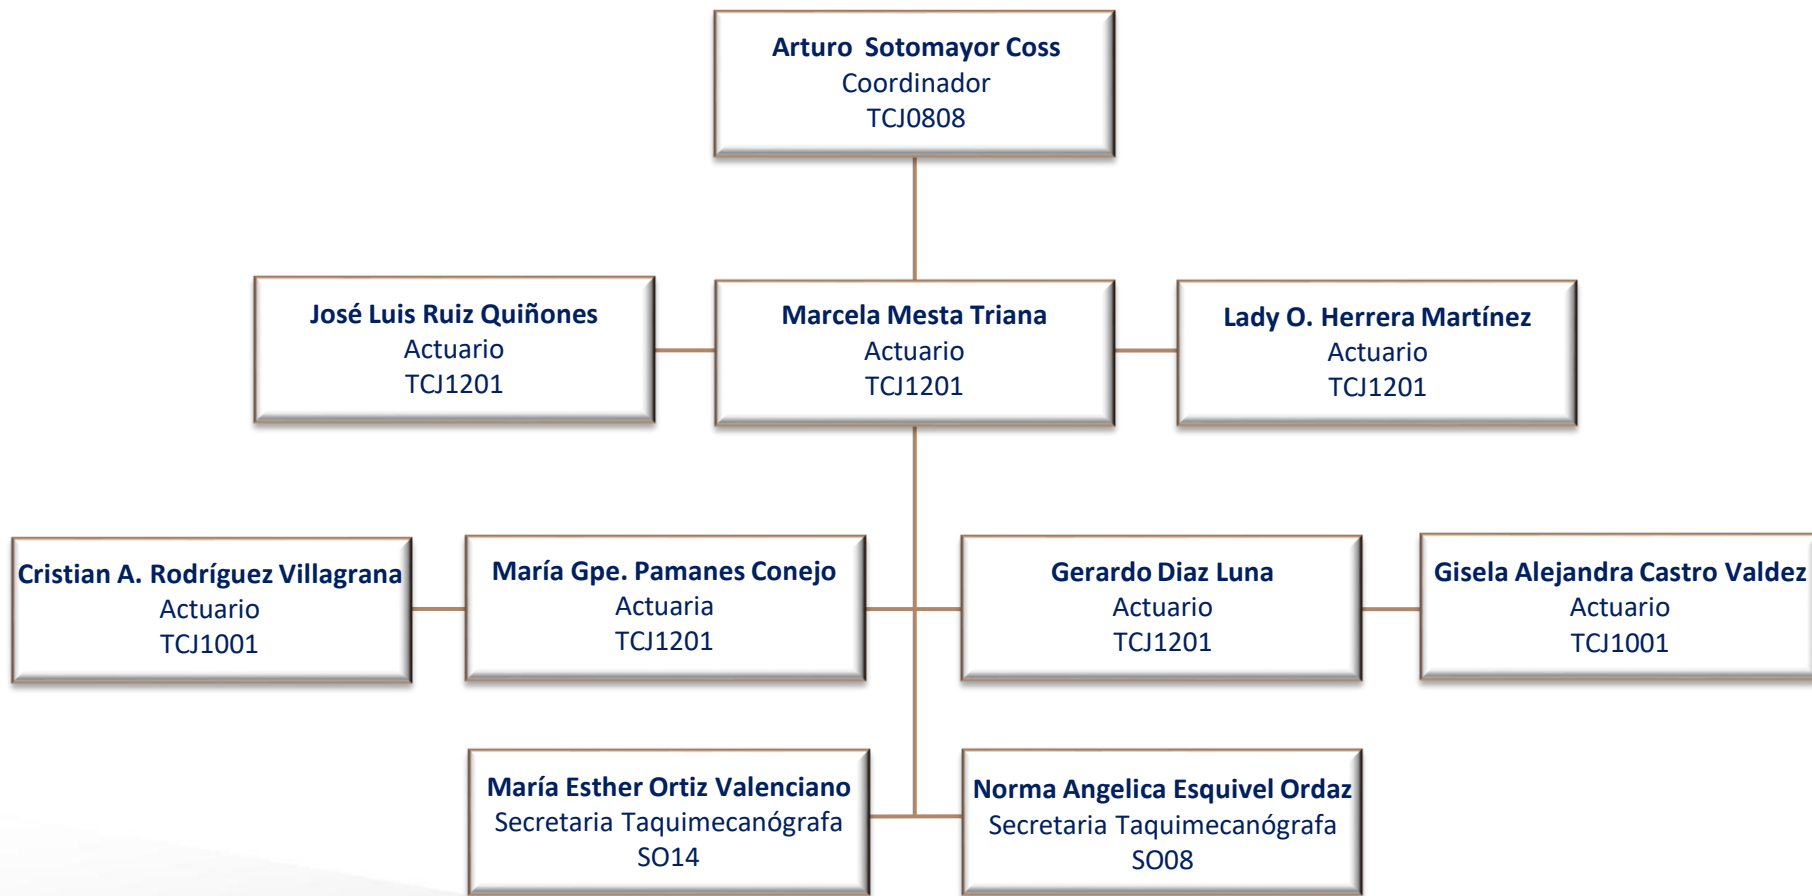 Arturo  Sotomayor Coss
Coordinador
TCJ0808
José Luis Ruiz Quiñones
Actuario
TCJ1201
Marcela Mesta Triana
Actuario
TCJ1201
Lady O. Herrera Martínez
Actuario
TCJ1201
Cristian A. Rodríguez Villagrana
Actuario
TCJ1001
María Gpe. Pamanes Conejo
Actuaria
TCJ1201
Gerardo Diaz Luna
Actuario
TCJ1201
Gisela Alejandra Castro Valdez
Actuario
TCJ1001
María Esther Ortiz Valenciano
Secretaria Taquimecanógrafa
SO14
Norma Angelica Esquivel Ordaz
Secretaria Taquimecanógrafa
SO08